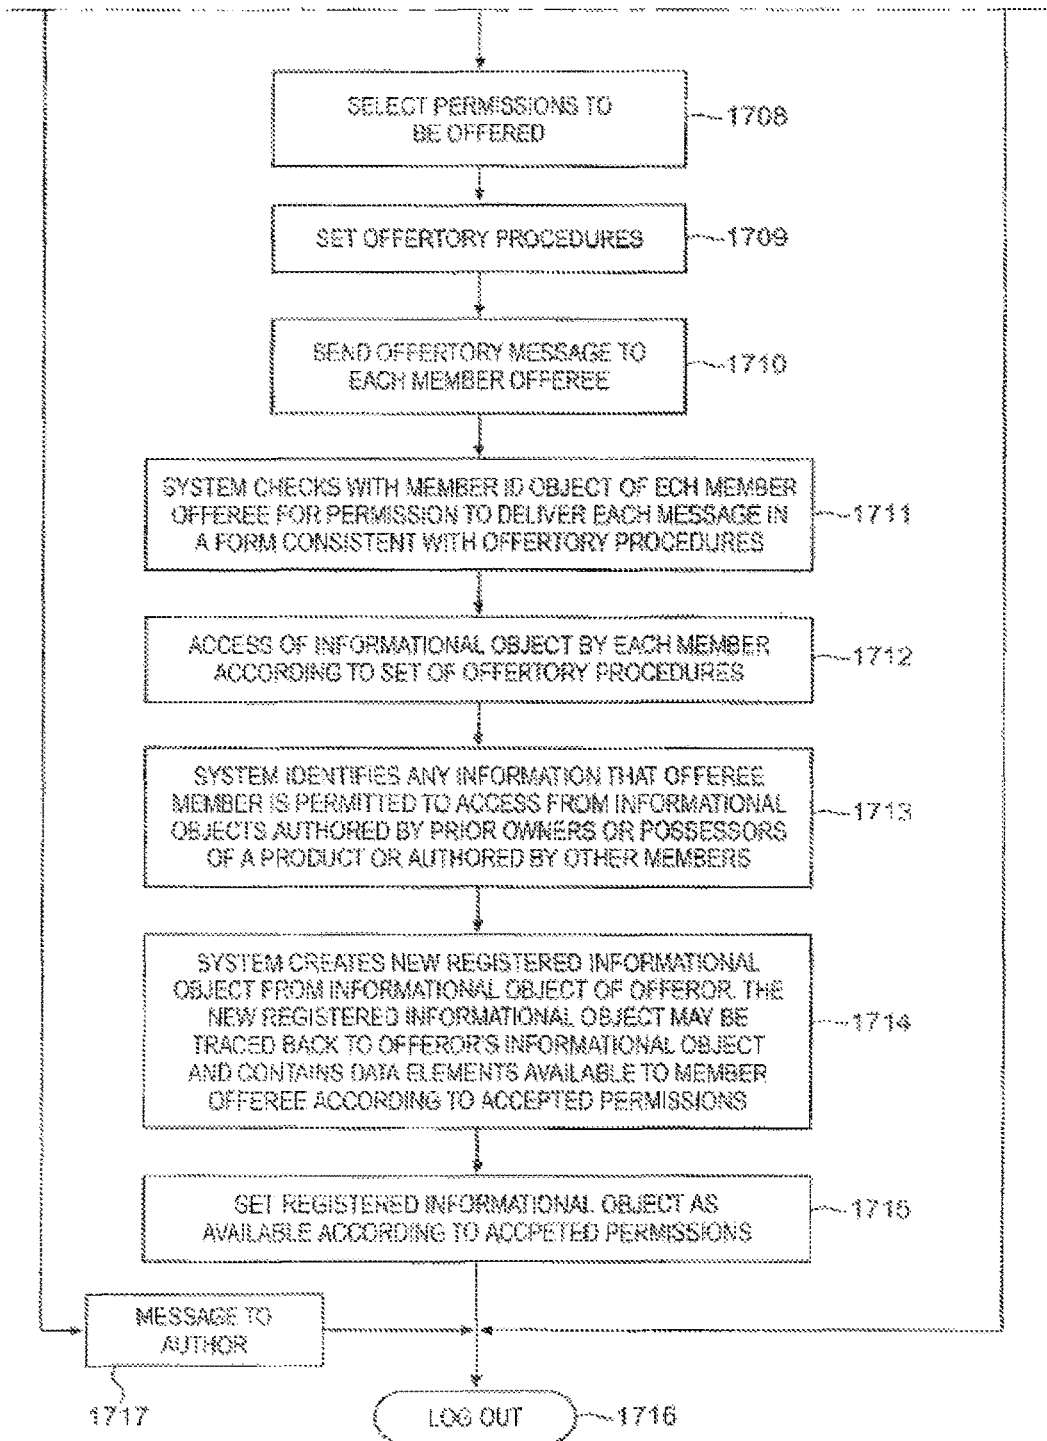 SELECT PERMISSIONS TO
BE OFFERED
1708
SET OFFERTORY PROCEDURES
1709
SEND OFFERTORY MESSAGE TO
EACH MEMBER OFFEREE
1710
SYSTEM CHECKS WITH MEMBER ID OBJECT OF ECH MEMBER
OFFEREE FOR PERMISSION TO DELIVER EACH MESSAGE IN
A FORM CONSISTENT WITH OFFERTORY PROCEDURES
1711
ACCESS OF INFORMATIONAL OBJECT BY EACH MEMBER
ACCORDING TO SET OF OFFERTORY PROCEDURES
1712
SYSTEM IDENTIFIES ANY INFORMATION THAT OFFEREE
MEMBER IS PERMITTED TO ACCESS FROM INFORMATIONAL
OBJECTS AUTHORED BY PRIOR OWNERS OR POSSESSORS
OF A PRODUCT OR AUTHORED BY OTHER MEMBERS
1713
SYSTEM CREATES NEW REGISTERED INFORMATIONAL
OBJECT FROM INFORMATIONAL OBJECT OF OFFEROR. THE
NEW REGISTERED INFORMATIONAL OBJECT MAY BE
TRACED BACK TO OFFEROR'S INFORMATIONAL OBJECT
AND CONTAINS DATA ELEMENTS AVAILABLE TO MEMBER
OFFEREE ACCORDING TO ACCEPTED PERMISSIONS
1714
SET REGISTERED INFORMATIONAL OBJECT AS
AVAILABLE ACCORDING TO ACCPETED PERMISSIONS
1715
MESSAGE TO
AUTHOR
1717
LOG OUT
1716